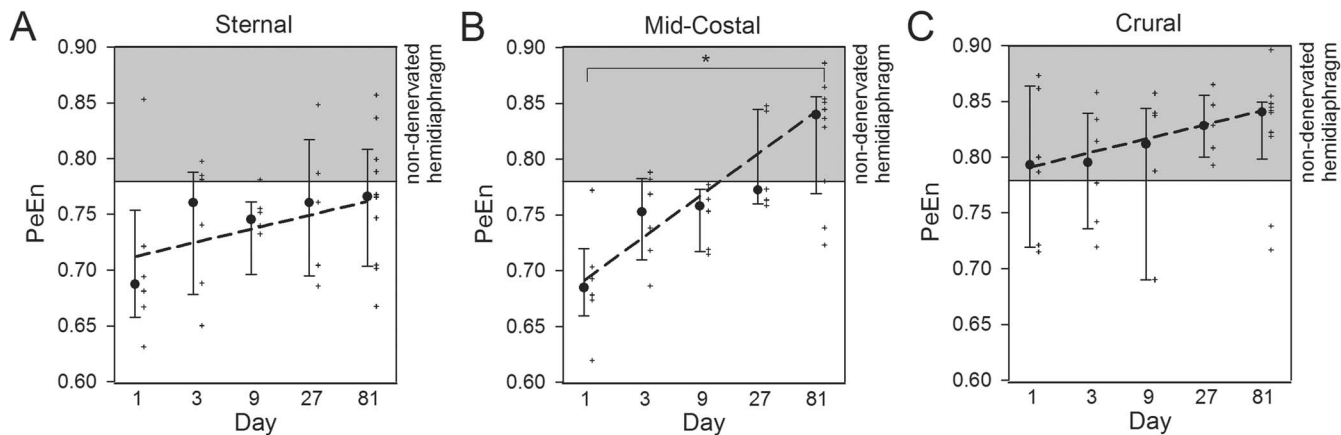 A
Sternal
0.90
0.85
0.80
0.75
0.70
0.65
0.60
PeEn
1 3 9 27 81
Day
non-denervated
hemidiaphragm
B
Mid-Costal
*
0.90
0.85
0.80
0.75
0.70
0.65
0.60
PeEn
1 3 9 27 81
Day
non-denervated
hemidiaphragm
C
Crural
0.90
0.85
0.80
0.75
0.70
0.65
0.60
PeEn
1 3 9 27 81
Day
non-denervated
hemidiaphragm